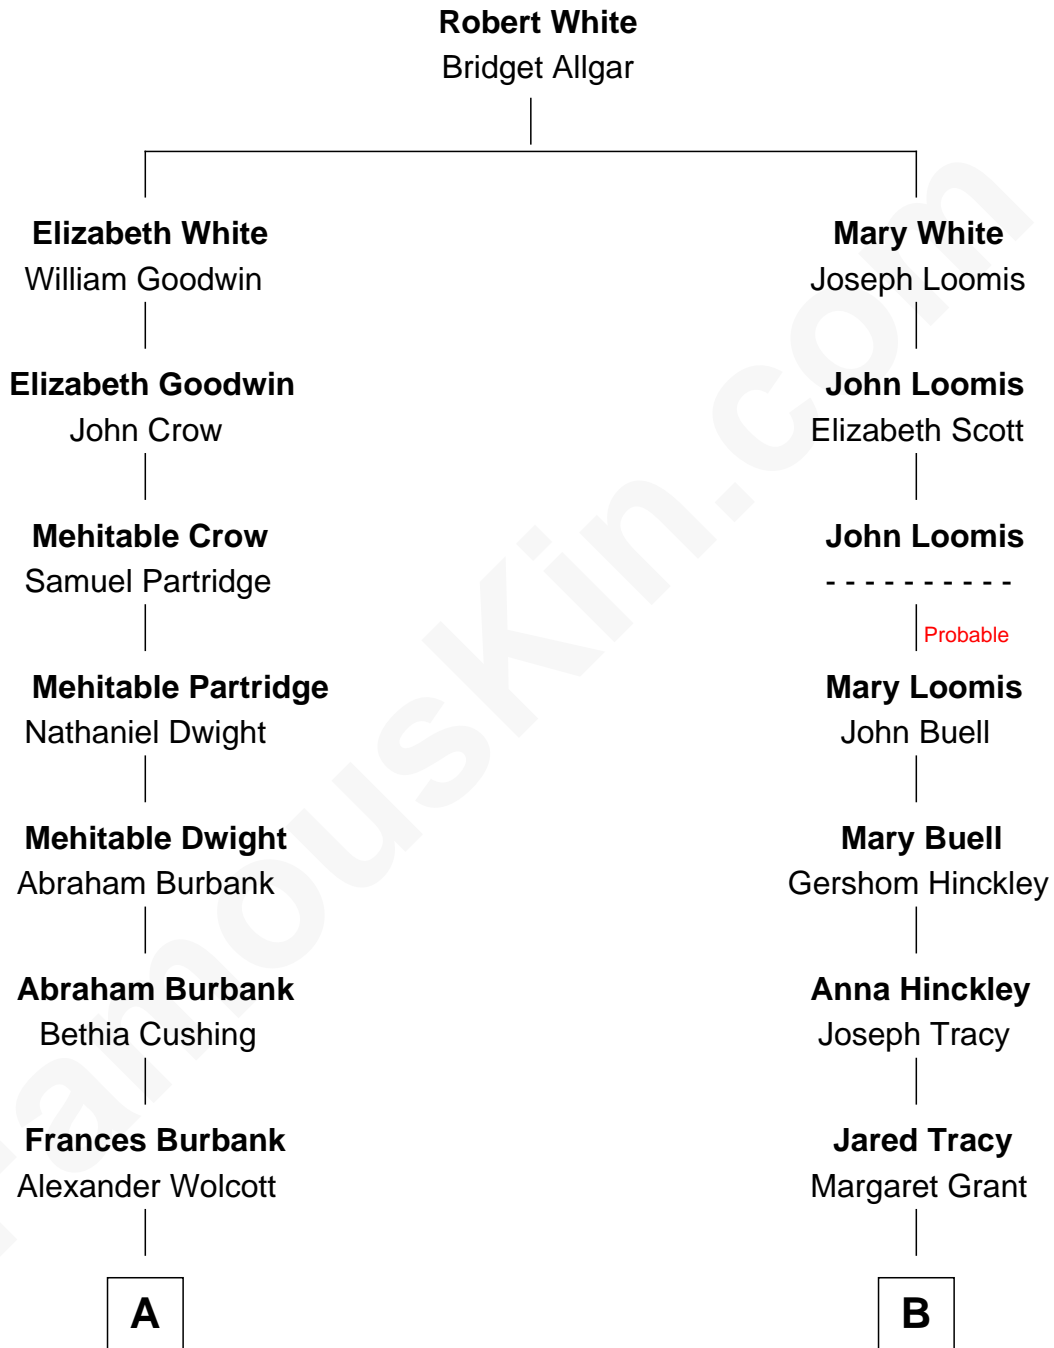 Robert White
Bridget Allgar
Elizabeth White
William Goodwin
Mary White
Joseph Loomis
Elizabeth Goodwin
John Crow
John Loomis
Elizabeth Scott
Mehitable Crow
Samuel Partridge
John Loomis
- - - - - - - - - -
Probable
Mehitable Partridge
Nathaniel Dwight
Mary Loomis
John Buell
Mehitable Dwight
Abraham Burbank
Mary Buell
Gershom Hinckley
Abraham Burbank
Bethia Cushing
Anna Hinckley
Joseph Tracy
Frances Burbank
Alexander Wolcott
Jared Tracy
Margaret Grant
A
B
FamousKin.com